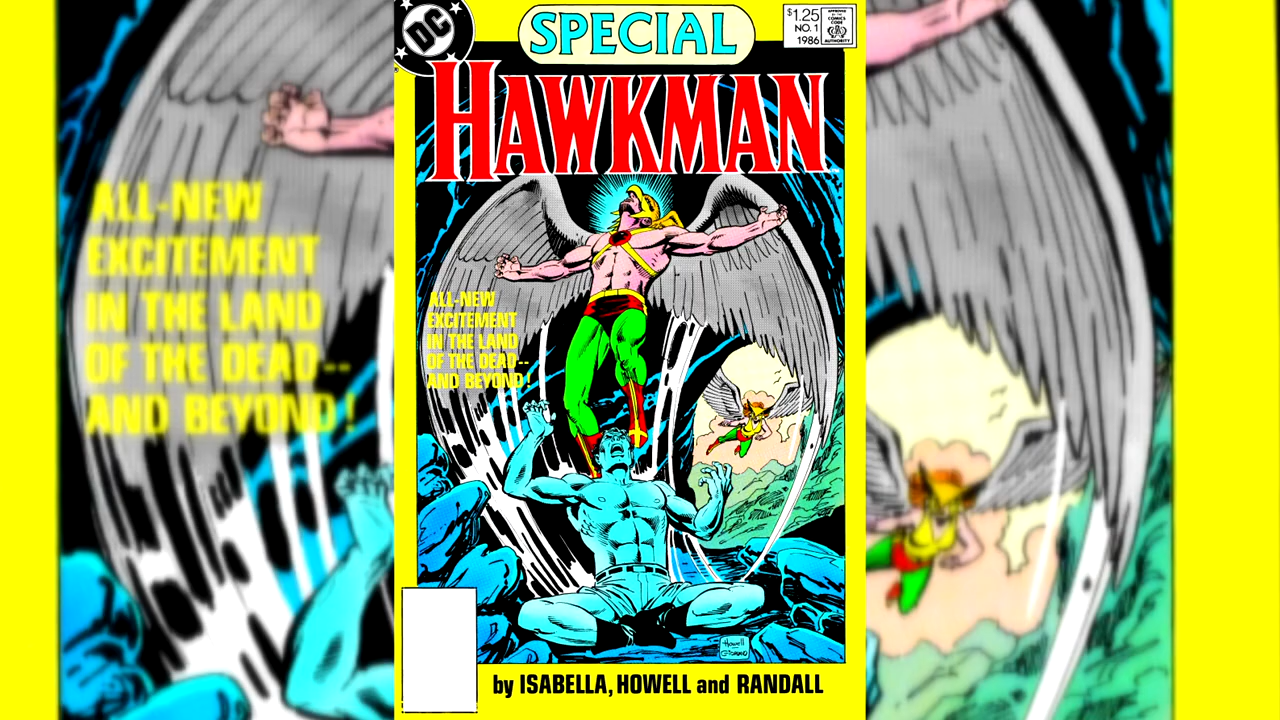 DC
SPECIAL
$1.25
NO. 1
1986
APPROVED
BY THE
COMICS
CODE
AUTHORITY
HAWKMAN
ALL-NEW
EXCITEMENT
IN THE LAND
OF THE DEAD--
AND BEYOND!
ALL-NEW
EXCITEMENT
IN THE LAND
OF THE DEAD--
AND BEYOND!
Howell
by ISABELLA, HOWELL and RANDALL